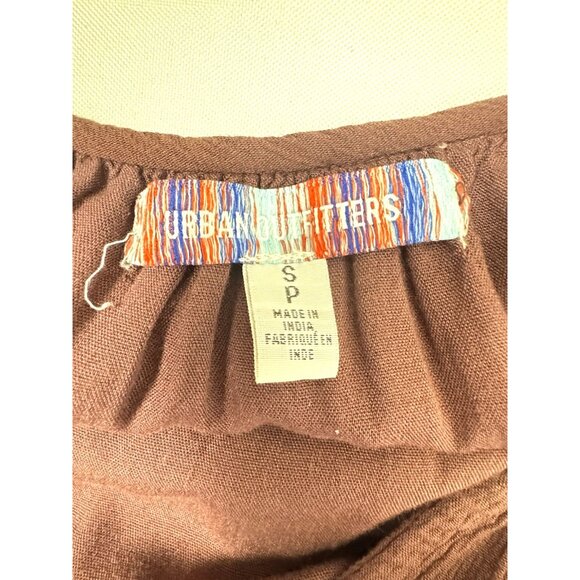 URBAN OUTFITTERS
S
P
MADE IN
INDIA
FABRIQUÉ EN
INDE